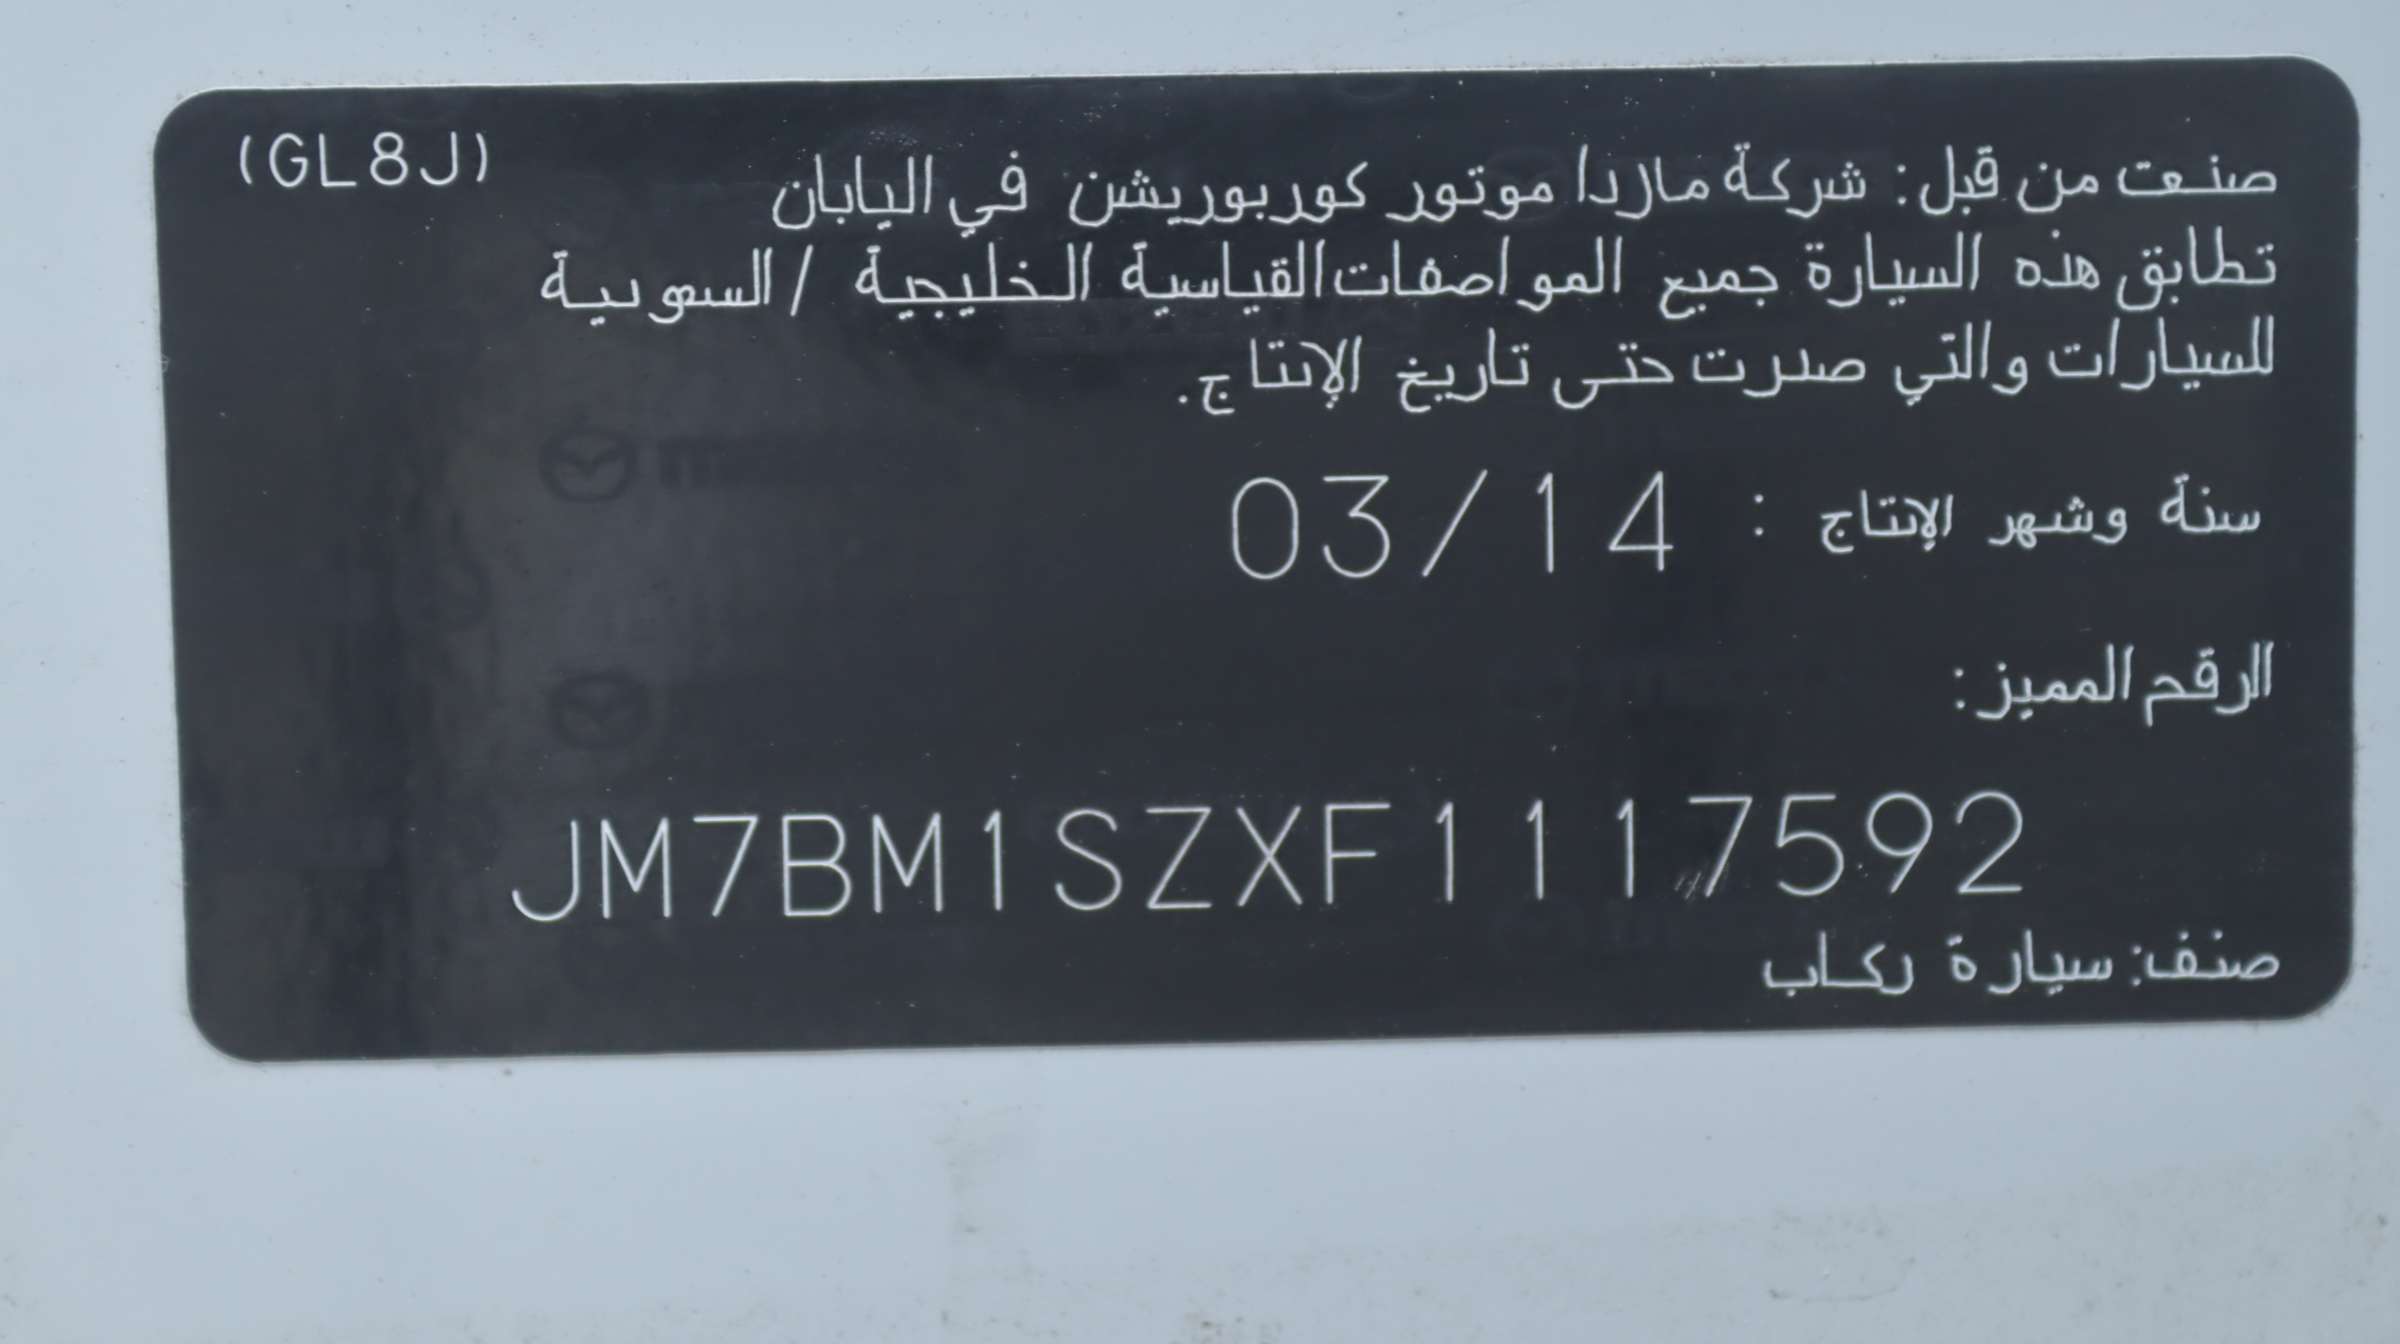 (GL8J)
صنعت من قبل: شركة مازدا موتور كوربوريشن في اليابان
تطابق هذه السيارة جميع المواصفات القياسية الخليجية / السعودية
للسيارات والتي صدرت حتى تاريخ الإنتاج.
سنة وشهر الإنتاج : 03/14
الرقم المميز:
JM7BM1SZXF1117592
صنف: سيارة ركاب